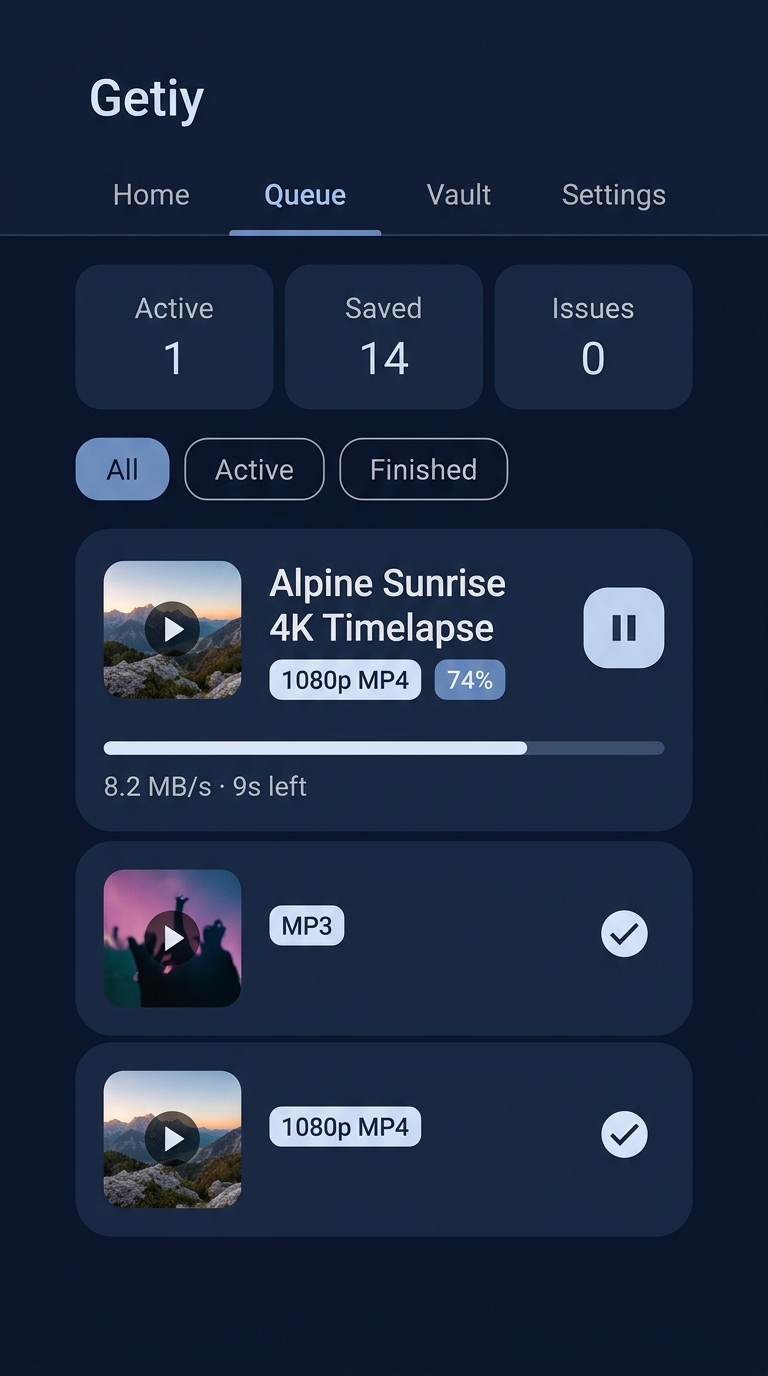 Getiy
Home Queue Vault Settings
Active Saved Issues
1 14 0
All Active Finished
Alpine Sunrise
4K Timelapse
1080p MP4 74%
8.2 MB/s · 9s left
MP3
1080p MP4